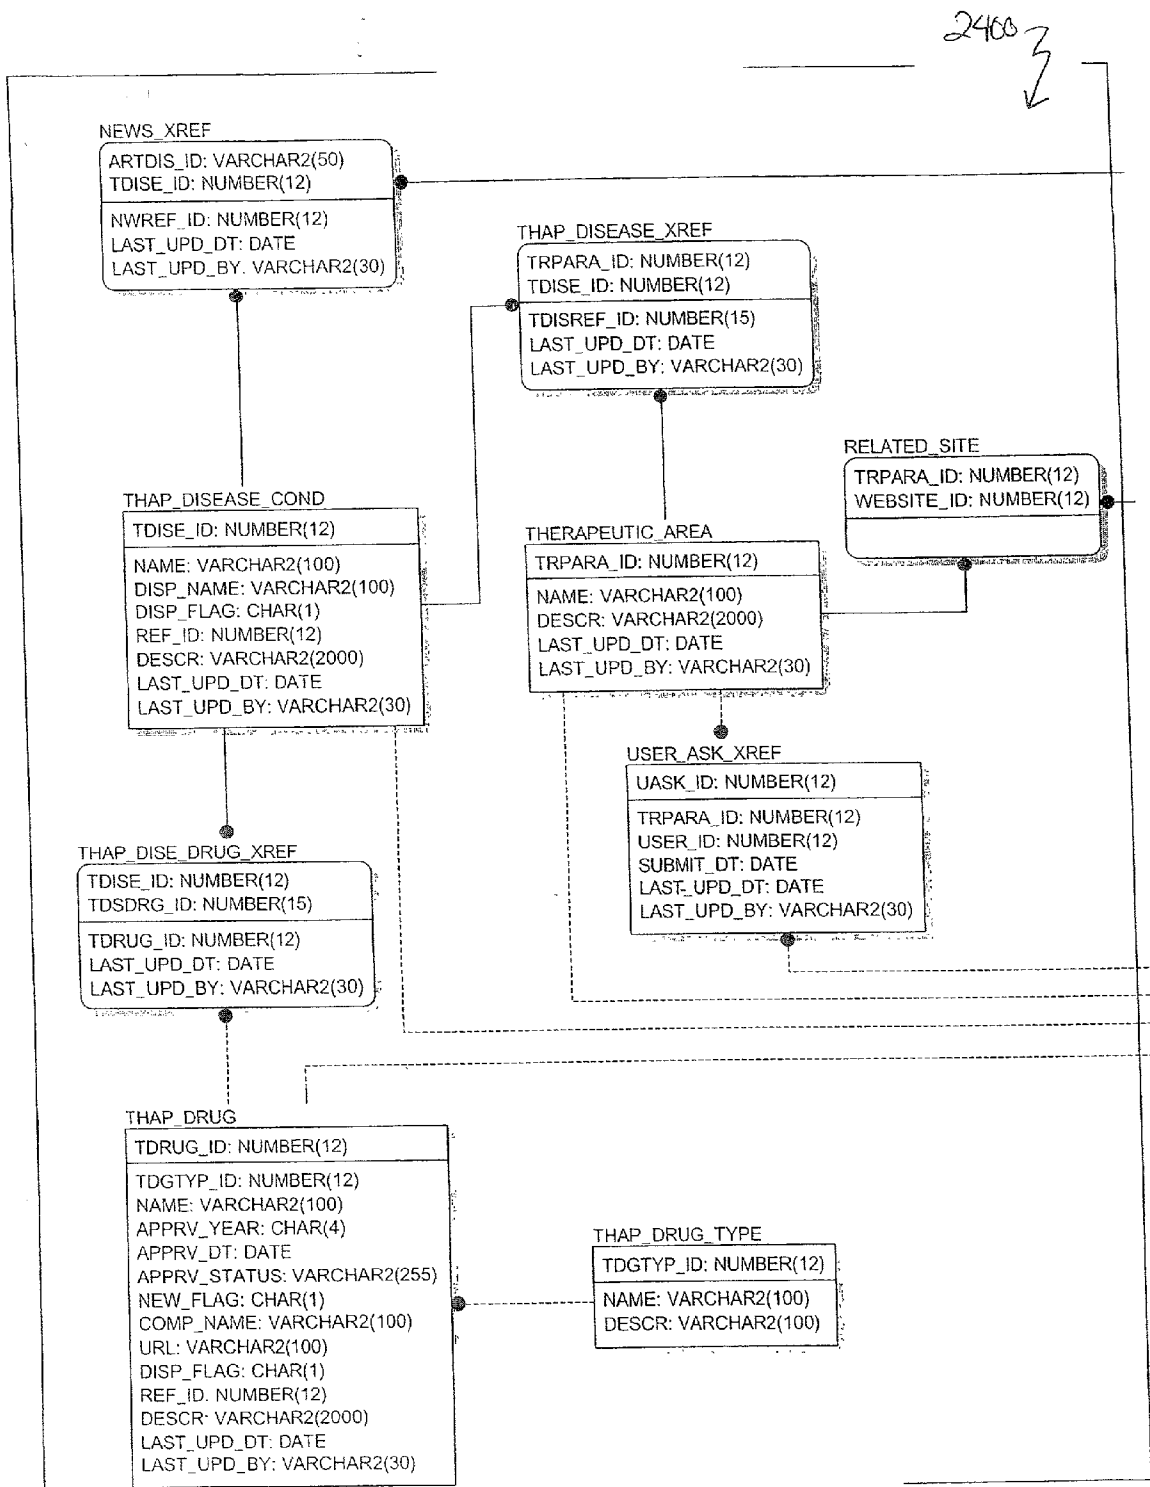 2400
NEWS_XREF
ARTDIS_ID: VARCHAR2(50)
TDISE_ID: NUMBER(12)
NWREF_ID: NUMBER(12)
LAST_UPD_DT: DATE
LAST_UPD_BY: VARCHAR2(30)
THAP_DISEASE_XREF
TRPARA_ID: NUMBER(12)
TDISE_ID: NUMBER(12)
TDISREF_ID: NUMBER(15)
LAST_UPD_DT: DATE
LAST_UPD_BY: VARCHAR2(30)
RELATED_SITE
TRPARA_ID: NUMBER(12)
WEBSITE_ID: NUMBER(12)
THAP_DISEASE_COND
TDISE_ID: NUMBER(12)
NAME: VARCHAR2(100)
DISP_NAME: VARCHAR2(100)
DISP_FLAG: CHAR(1)
REF_ID: NUMBER(12)
DESCR: VARCHAR2(2000)
LAST_UPD_DT: DATE
LAST_UPD_BY: VARCHAR2(30)
THERAPEUTIC_AREA
TRPARA_ID: NUMBER(12)
NAME: VARCHAR2(100)
DESCR: VARCHAR2(2000)
LAST_UPD_DT: DATE
LAST_UPD_BY: VARCHAR2(30)
USER_ASK_XREF
UASK_ID: NUMBER(12)
TRPARA_ID: NUMBER(12)
USER_ID: NUMBER(12)
SUBMIT_DT: DATE
LAST_UPD_DT: DATE
LAST_UPD_BY: VARCHAR2(30)
THAP_DISE_DRUG_XREF
TDISE_ID: NUMBER(12)
TDSDRG_ID: NUMBER(15)
TDRUG_ID: NUMBER(12)
LAST_UPD_DT: DATE
LAST_UPD_BY: VARCHAR2(30)
THAP_DRUG
TDRUG_ID: NUMBER(12)
TDGTYP_ID: NUMBER(12)
NAME: VARCHAR2(100)
APPRV_YEAR: CHAR(4)
APPRV_DT: DATE
APPRV_STATUS: VARCHAR2(255)
NEW_FLAG: CHAR(1)
COMP_NAME: VARCHAR2(100)
URL: VARCHAR2(100)
DISP_FLAG: CHAR(1)
REF_ID: NUMBER(12)
DESCR: VARCHAR2(2000)
LAST_UPD_DT: DATE
LAST_UPD_BY: VARCHAR2(30)
THAP_DRUG_TYPE
TDGTYP_ID: NUMBER(12)
NAME: VARCHAR2(100)
DESCR: VARCHAR2(100)